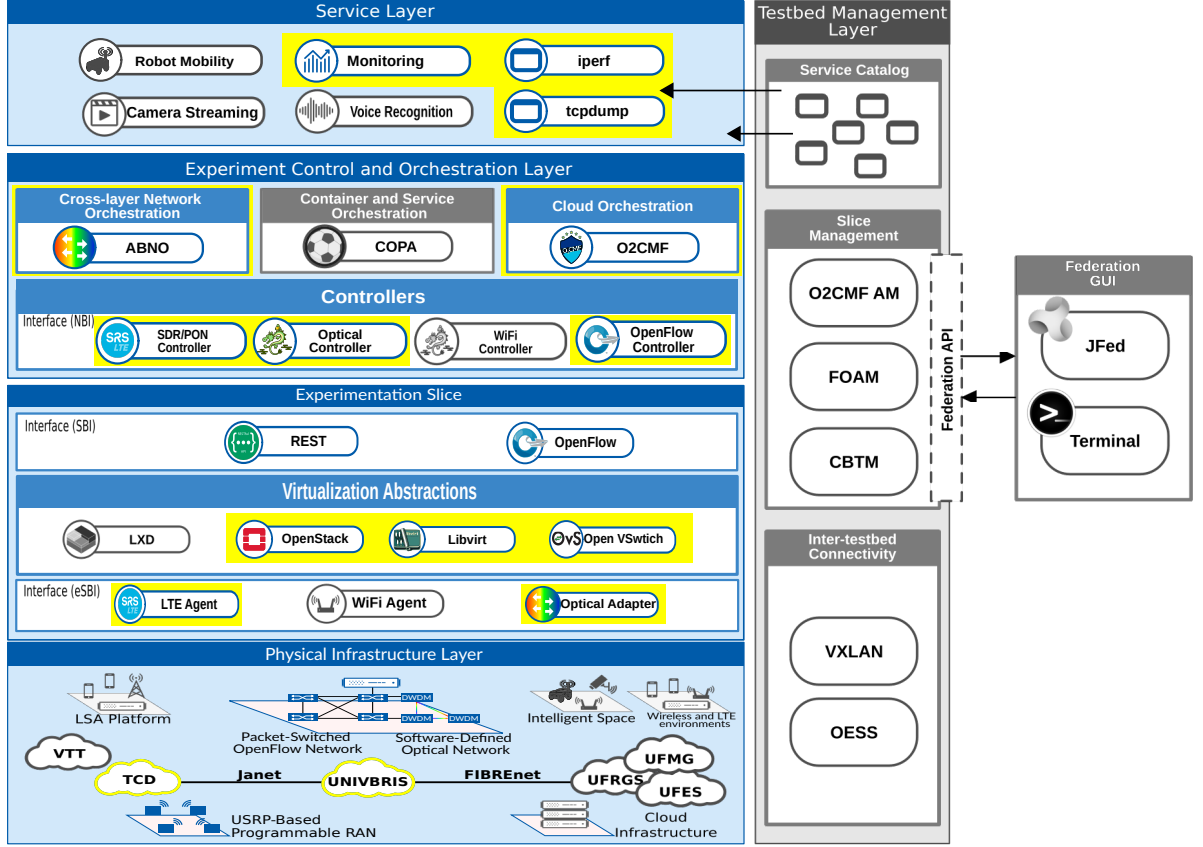 Service Layer
Robot Mobility
Monitoring
iperf
Camera Streaming
Voice Recognition
tcpdump
Experiment Control and Orchestration Layer
Cross-layer Network
Orchestration
ABNO
Container and Service
Orchestration
COPA
Cloud Orchestration
O2CMF
O2CMF
Controllers
Interface (NBI)
SRS
LTE
SDR/PON
Controller
Optical
Controller
WiFi
Controller
OpenFlow
Controller
Experimentation Slice
Interface (SBI)
REST
OpenFlow
Virtualization Abstractions
LXD
OpenStack
Libvirt
OvS
Open VSwtich
Interface (eSBI)
SRS
LTE
LTE Agent
WiFi Agent
Optical Adapter
Physical Infrastructure Layer
LSA Platform
DWDM
DWDM
DWDM
Packet-Switched
OpenFlow Network
Software-Defined
Optical Network
Intelligent Space
Wireless and LTE
environments
VTT
TCD
Janet
UNIVBRIS
FIBREnet
UFRGS
UFMG
UFES
USRP-Based
Programmable RAN
Cloud
Infrastructure
Testbed Management
Layer
Service Catalog
Slice
Management
O2CMF AM
FOAM
CBTM
Federation API
Inter-testbed
Connectivity
VXLAN
OESS
Federation
GUI
JFed
>_
Terminal